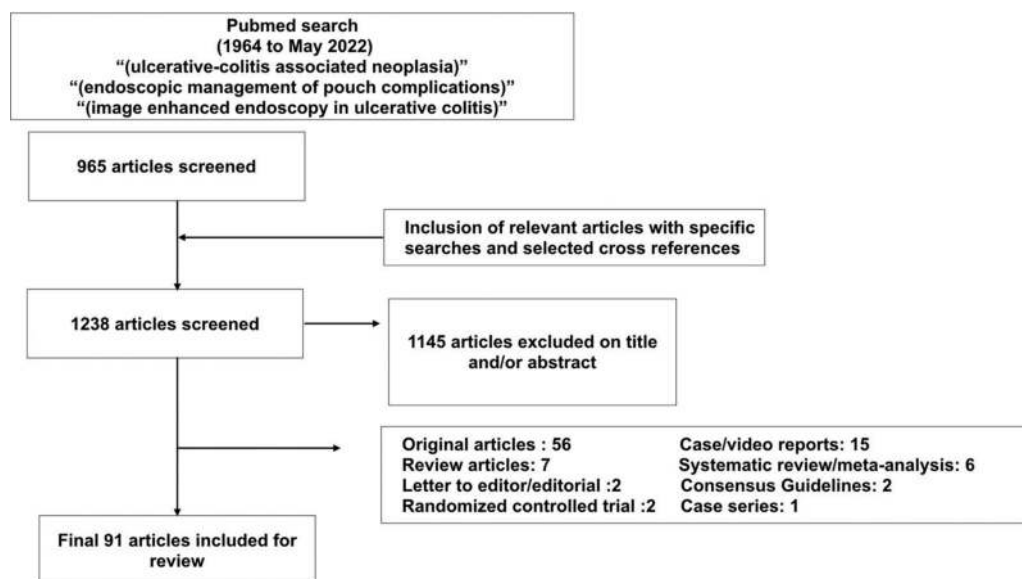 Pubmed search
(1964 to May 2022)
“(ulcerative-colitis associated neoplasia)”
“(endoscopic management of pouch complications)”
“(image enhanced endoscopy in ulcerative colitis)”
965 articles screened
Inclusion of relevant articles with specific
searches and selected cross references
1238 articles screened
1145 articles excluded on title
and/or abstract
Original articles : 56
Review articles: 7
Letter to editor/editorial :2
Randomized controlled trial :2
Case/video reports: 15
Systematic review/meta-analysis: 6
Consensus Guidelines: 2
Case series: 1
Final 91 articles included for
review